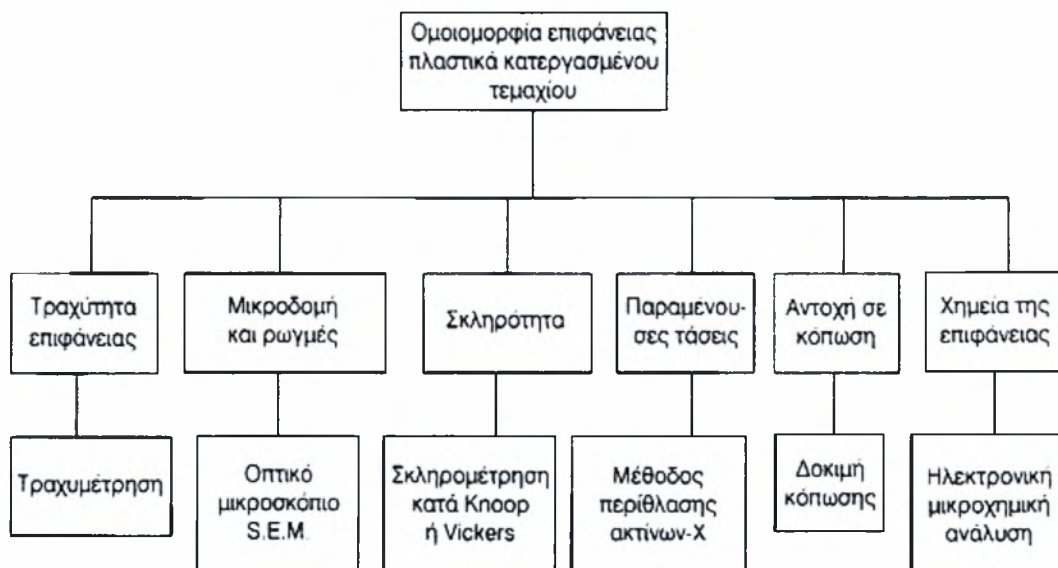 Ομοιομορφία επιφάνειας
πλαστικά κατεργασμένου
τεμαχίου
Τραχύτητα
επιφάνειας
Μικροδομή
και ρωγμές
Σκληρότητα
Παραμένου-
σες τάσεις
Αντοχή σε
κόπωση
Χημεία της
επιφάνειας
Τραχυμέτρηση
Οπτικό
μικροσκόπιο
S.E.M.
Σκληρομέτρηση
κατά Knoop
ή Vickers
Μέθοδος
περίθλασης
ακτίνων-Χ
Δοκιμή
κόπωσης
Ηλεκτρονική
μικροχημική
ανάλυση